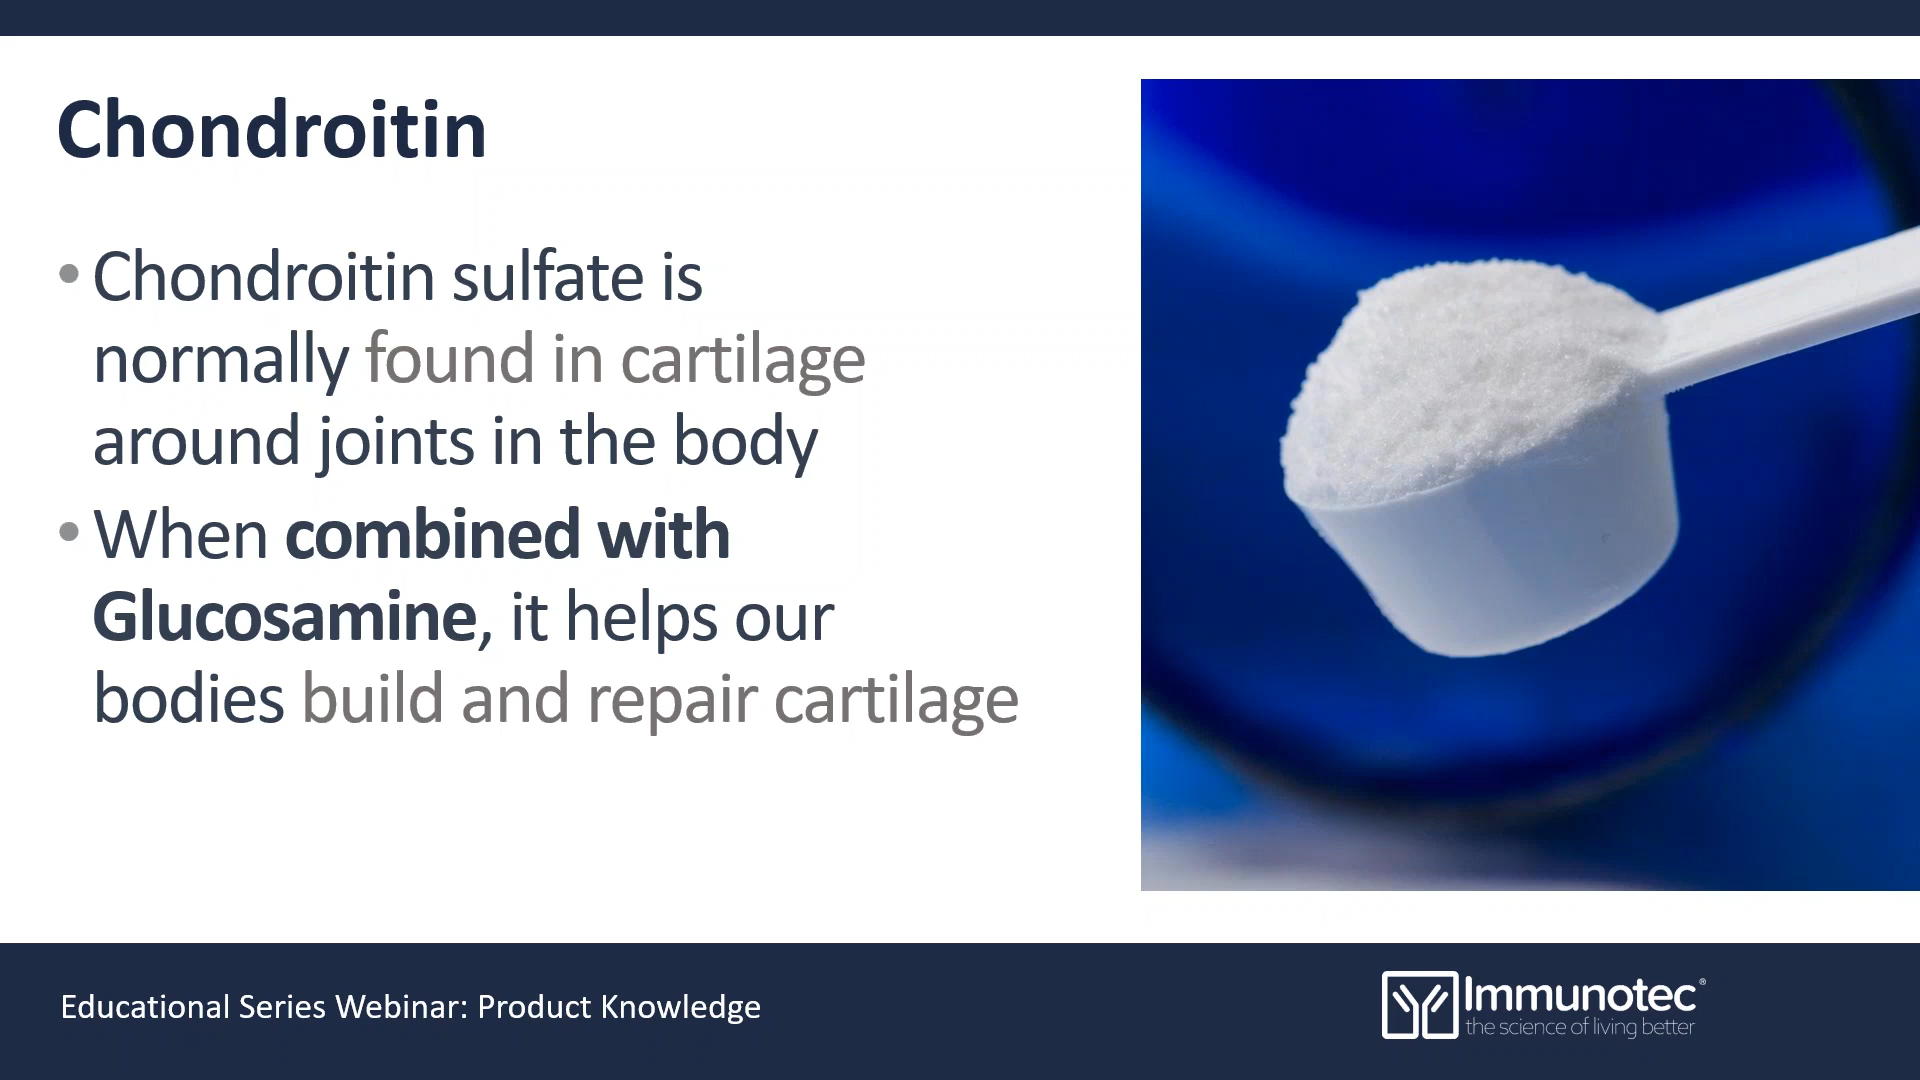 Chondroitin
• Chondroitin sulfate is
normally found in cartilage
around joints in the body
• When combined with
Glucosamine, it helps our
bodies build and repair cartilage
Educational Series Webinar: Product Knowledge
Immunotec®
the science of living better